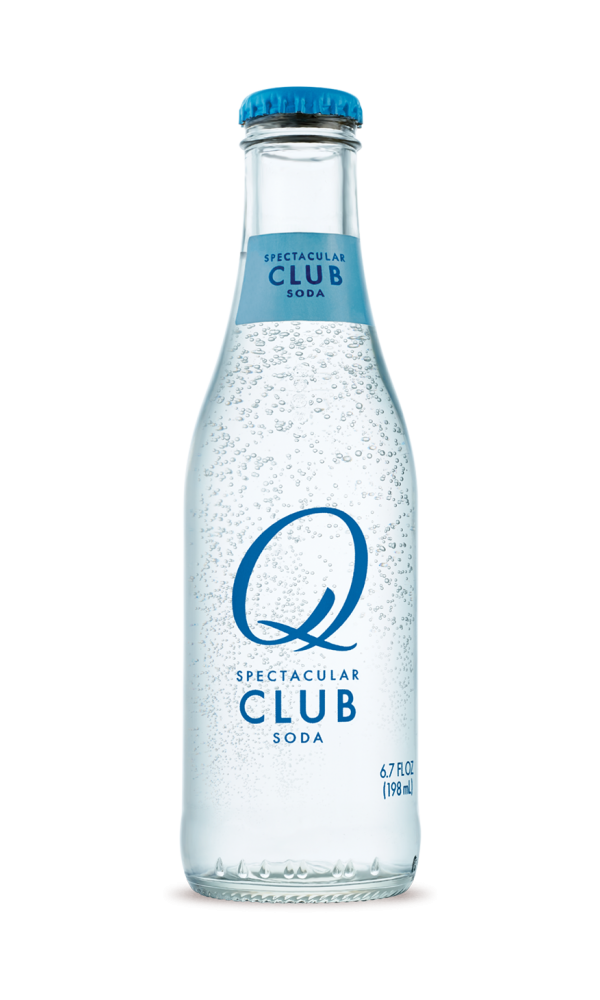 SPECTACULAR
CLUB
SODA
Q
SPECTACULAR
CLUB
SODA
6.7 FL OZ
(198 mL)